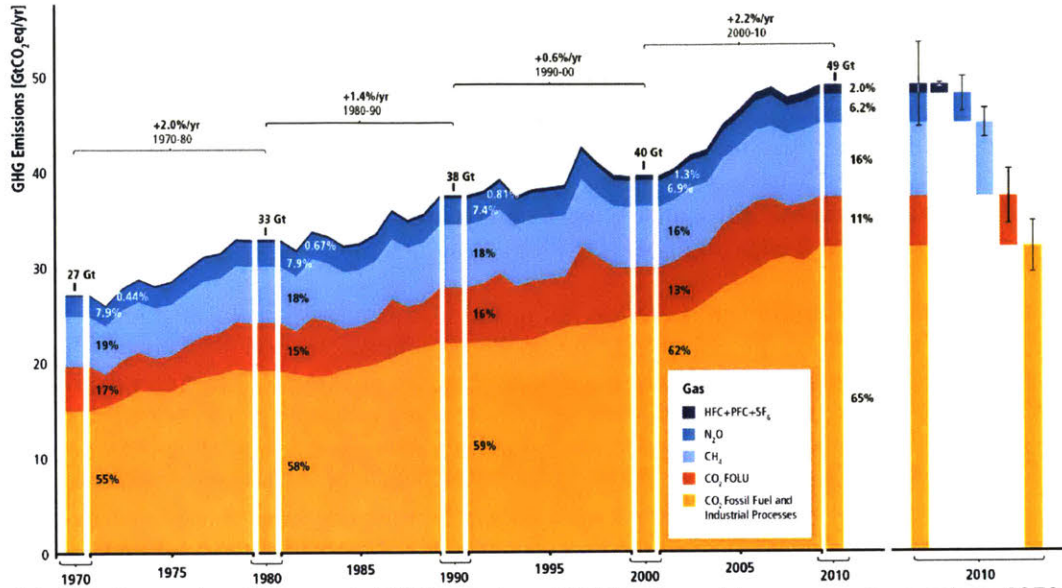 GHG Emissions [GtCO₂eq/yr]
50
40
30
20
10
0
+2.0%/yr
1970-80
+1.4%/yr
1980-90
+0.6%/yr
1990-00
+2.2%/yr
2000-10
27 Gt
33 Gt
38 Gt
40 Gt
49 Gt
0.44%
7.9%
19%
17%
55%
0.67%
7.9%
18%
15%
58%
0.81%
7.4%
18%
16%
59%
1.3%
6.9%
16%
13%
62%
2.0%
6.2%
16%
11%
65%
Gas
HFC+PFC+SF₆
N₂O
CH₄
CO₂ FOLU
CO₂ Fossil Fuel and
Industrial Processes
1970
1975
1980
1985
1990
1995
2000
2005
2010
2010